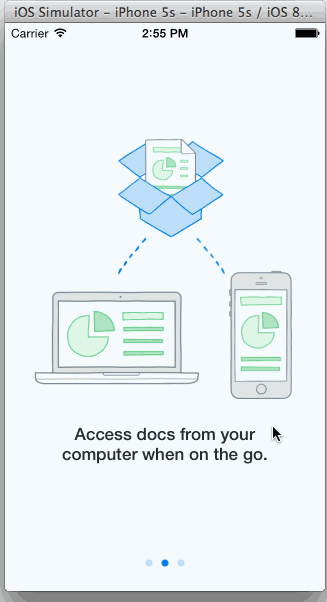 iOS Simulator - iPhone 5s - iPhone 5s / iOS 8...
Carrier 2:55 PM
Access docs from your
computer when on the go.